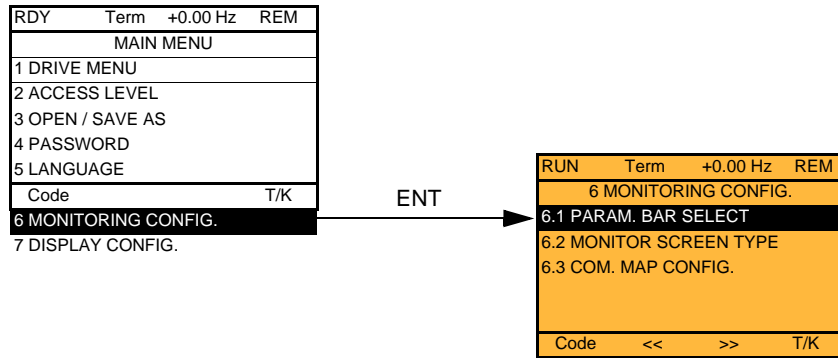 RDY Term +0.00 Hz REM
MAIN MENU
1 DRIVE MENU
2 ACCESS LEVEL
3 OPEN / SAVE AS
4 PASSWORD
5 LANGUAGE
Code T/K
6 MONITORING CONFIG.
7 DISPLAY CONFIG.
ENT
RUN Term +0.00 Hz REM
6 MONITORING CONFIG.
6.1 PARAM. BAR SELECT
6.2 MONITOR SCREEN TYPE
6.3 COM. MAP CONFIG.
Code << >> T/K